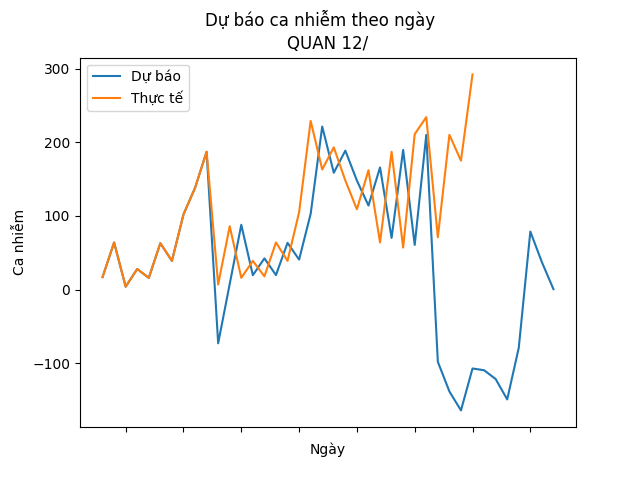 Dự báo ca nhiễm theo ngày
QUAN 12/
Dự báo
Thực tế
300
200
100
0
−100
Ca nhiễm
Ngày